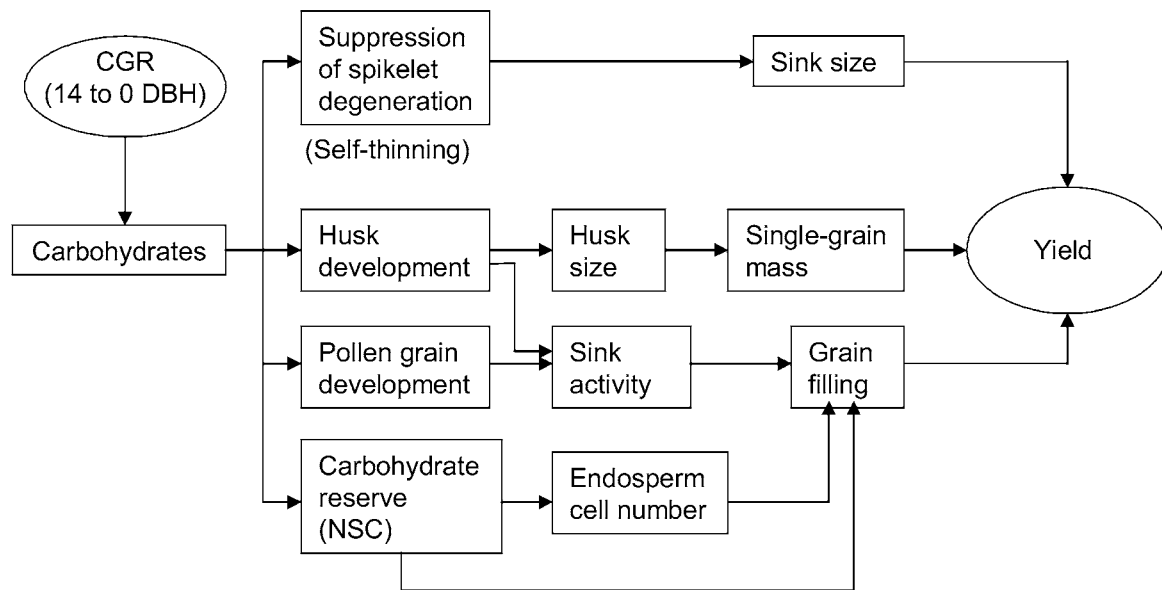 CGR
(14 to 0 DBH)
Suppression
of spikelet
degeneration
(Self-thinning)
Sink size
Carbohydrates
Husk
development
Husk
size
Single-grain
mass
Yield
Pollen grain
development
Sink
activity
Grain
filling
Carbohydrate
reserve
(NSC)
Endosperm
cell number